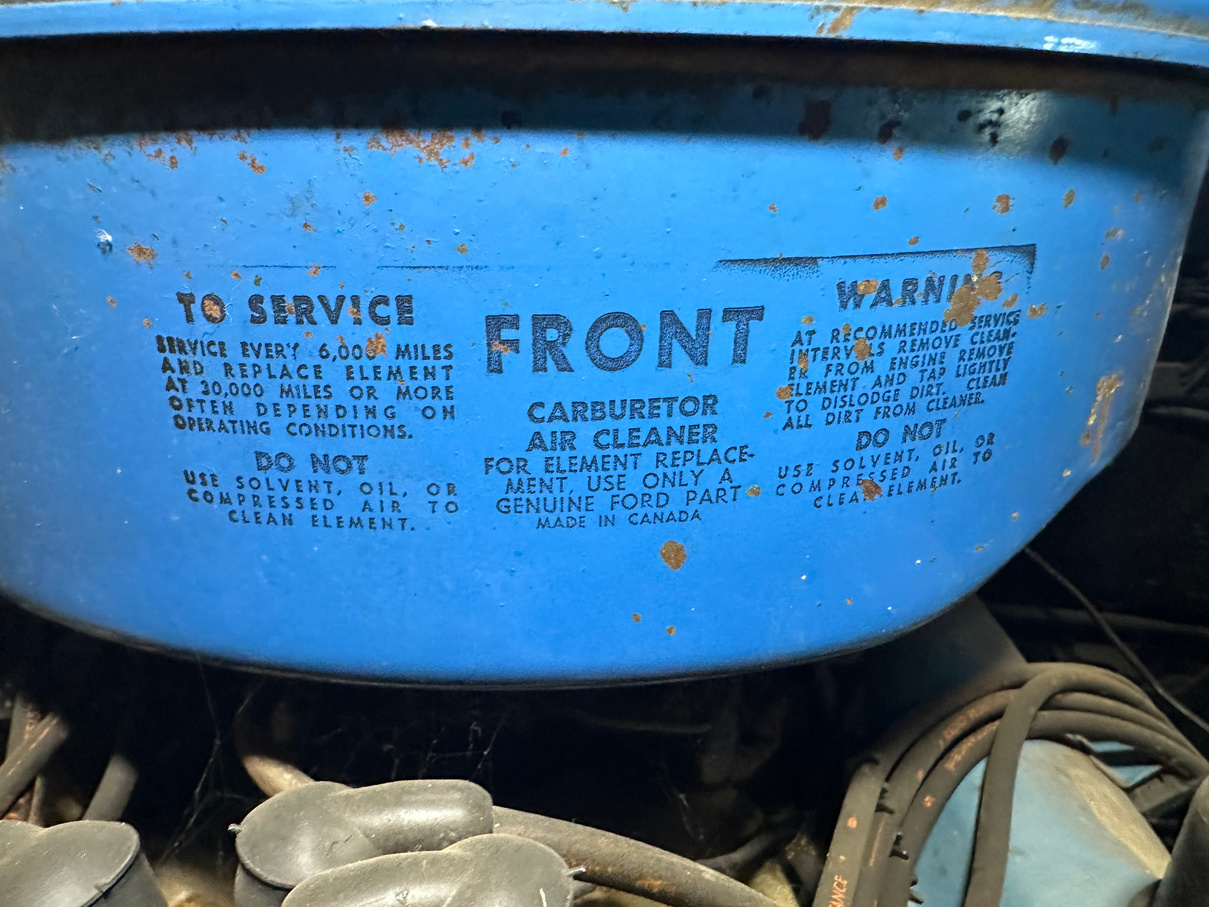 TO SERVICE
SERVICE EVERY 6,000 MILES
AND REPLACE ELEMENT
AT 30,000 MILES OR MORE
OFTEN DEPENDING ON
OPERATING CONDITIONS.
DO NOT
USE SOLVENT, OIL, OR
COMPRESSED AIR TO
CLEAN ELEMENT.
FRONT
CARBURETOR
AIR CLEANER
FOR ELEMENT REPLACE-
MENT, USE ONLY A
GENUINE FORD PART
MADE IN CANADA
WARNING
AT RECOMMENDED SERVICE
INTERVALS REMOVE CLEAN-
ER FROM ENGINE REMOVE
ELEMENT AND TAP LIGHTLY
TO DISLODGE DIRT. CLEAN
ALL DIRT FROM CLEANER.
DO NOT
USE SOLVENT, OIL, OR
COMPRESSED AIR TO
CLEAN ELEMENT.